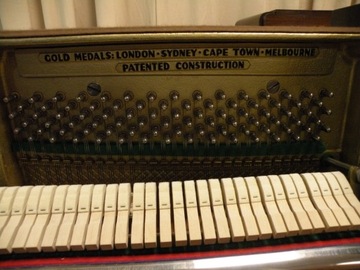 GOLD MEDALS: LONDON - SYDNEY - CAPE TOWN - MELBOURNE
PATENTED CONSTRUCTION